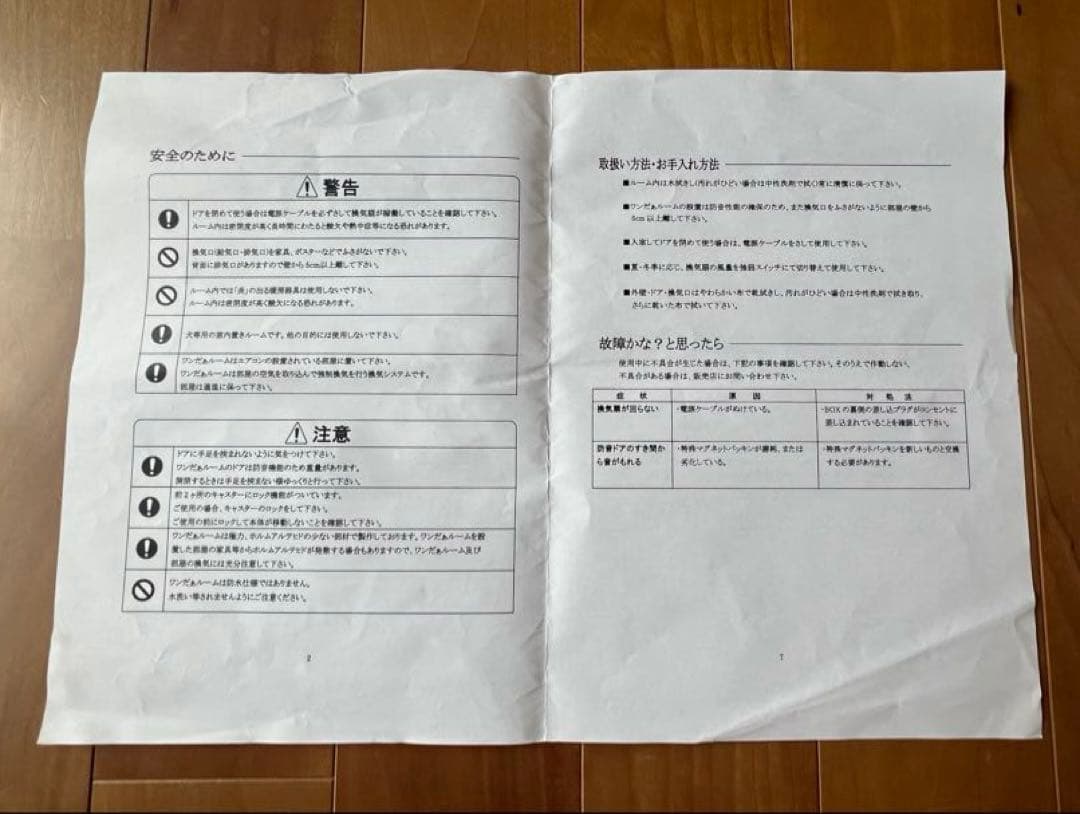 安全のために
警告
ドアを閉めて使う場合は電源ケーブルを必ずさして換気扇が稼働していることを確認して下さい。
ルーム内は密閉度が高く長時間にわたると酸欠や熱中症等になる恐れがあります。
換気口(給気口・排気口)を家具、ポスターなどでふさがないで下さい。
背面に排気口がありますので壁から5cm以上離して下さい。
ルーム内では「炎」の出る暖房器具は使用しないで下さい。
ルーム内は密閉度が高く酸欠になる恐れがあります。
犬専用の室内置きルームです。他の目的には使用しないで下さい。
ワンだぁルームはエアコンの設置されている部屋に置いて下さい。
ワンだぁルームは部屋の空気を取り込んで強制換気を行う換気システムです。
部屋は適温に保って下さい。
注意
ドアに手足を挟まれないように気をつけて下さい。
ワンだぁルームのドアは防音機能のため重量があります。
開閉するときは手足を挟まない様ゆっくりと行って下さい。
前2ヶ所のキャスターにロック機能がついています。
ご使用の場合、キャスターのロックをして下さい。
ご使用の前にロックして本体が移動しないことを確認して下さい。
ワンだぁルームは極力、ホルムアルデヒドの少ない部材で製作しております。ワンだぁルームを設
置した部屋の家具等からホルムアルデヒドが発散する場合もありますので、ワンだぁルーム及び
部屋の換気には充分注意して下さい。
ワンだぁルームは防水仕様ではありません。
水洗い等されませんようにご注意ください。
2
取扱い方法・お手入れ方法
■ルーム内は水拭きし(汚れがひどい場合は中性洗剤で拭く)常に清潔に保って下さい。
■ワンだぁルームの設置は防音性能の確保のため、また換気口をふさがないように部屋の壁から
5cm以上離して下さい。
■入室してドアを閉めて使う場合は、電源ケーブルをさして使用して下さい。
■夏・冬季に応じ、換気扇の風量を強弱スイッチにて切り替えて使用して下さい。
■外壁・ドア・換気口はやわらかい布で乾拭きし、汚れがひどい場合は中性洗剤で拭き取り、
さらに乾いた布で拭いて下さい。
故障かな？と思ったら
使用中に不具合が生じた場合は、下記の事項を確認して下さい。そのうえで作動しない、
不具合がある場合は、販売店にお問い合わせ下さい。
症 状 原 因 対 処 法
換気扇が回らない ・電源ケーブルがぬけている。 ・BOXの裏側の差し込プラグがコンセントに
差し込まれていることを確認して下さい。
防音ドアのすき間か ・特殊マグネットパッキンが磨耗、または ・特殊マグネットパッキンを新しいものと交換
ら音がもれる 劣化している。 する必要があります。
7